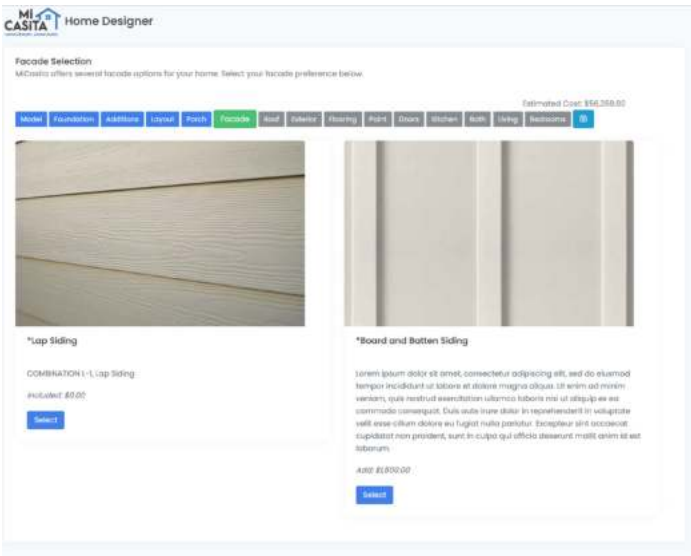 Mi
CASITA
Home Designer
Facade Selection
MiCasita offers several facade options for your home. Select your facade preference below.
Estimated Cost: $56,268.00
Model Foundation Additions Layout Porch Facade Roof Exterior Flooring Paint Doors Kitchen Bath Living Bedrooms
*Lap Siding
COMBINATION L-1, Lap Siding
Included: $0.00
Select
*Board and Batten Siding
Lorem ipsum dolor sit amet, consectetur adipiscing elit, sed do eiusmod
tempor incididunt ut labore et dolore magna aliqua. Ut enim ad minim
veniam, quis nostrud exercitation ullamco laboris nisi ut aliquip ex ea
commodo consequat. Duis aute irure dolor in reprehenderit in voluptate
velit esse cillum dolore eu fugiat nulla pariatur. Excepteur sint occaecat
cupidatat non proident, sunt in culpa qui officia deserunt mollit anim id est
laborum.
Add: $1,600.00
Select